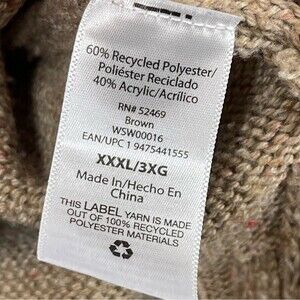 60% Recycled Polyester/
Poliéster Reciclado
40% Acrylic/Acrílico
RN# 52469
Brown
WSW00016
EAN/UPC 1 9475441555
XXXL/3XG
Made In/Hecho En
China
THIS LABEL YARN IS MADE
OUT OF 100% RECYCLED
POLYESTER MATERIALS